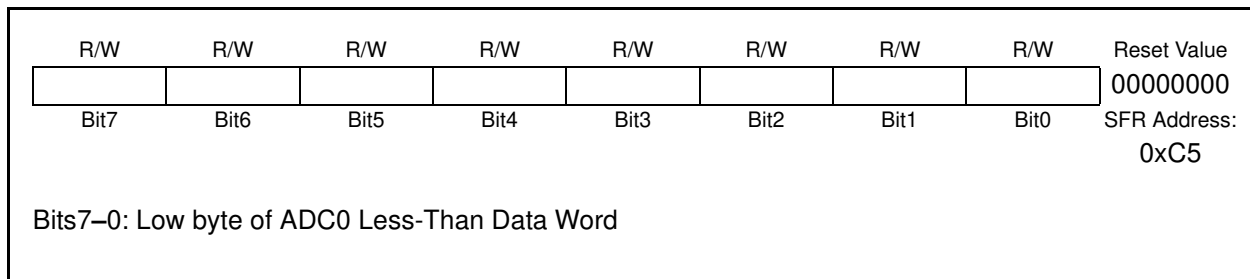 R/W R/W R/W R/W R/W R/W R/W R/W Reset Value
00000000
Bit7 Bit6 Bit5 Bit4 Bit3 Bit2 Bit1 Bit0 SFR Address:
0xC5
Bits7–0: Low byte of ADC0 Less-Than Data Word